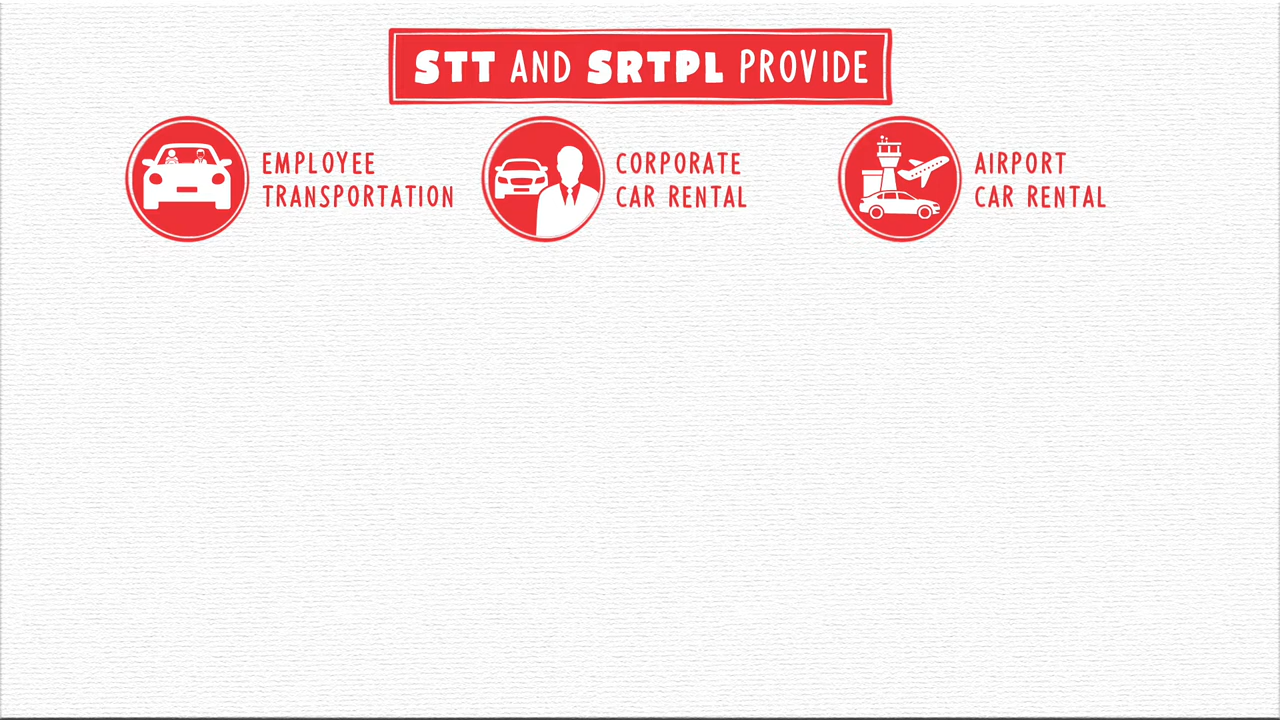 STT AND SRTPL PROVIDE
EMPLOYEE
TRANSPORTATION
CORPORATE
CAR RENTAL
AIRPORT
CAR RENTAL